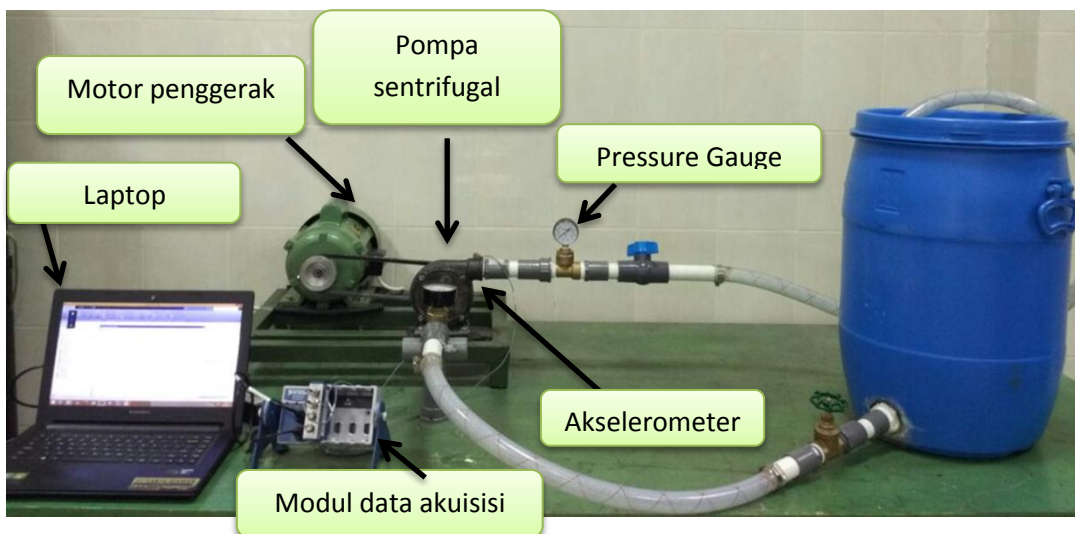 Pompa
sentrifugal
Motor penggerak
Pressure Gauge
Laptop
Akselerometer
Modul data akuisisi